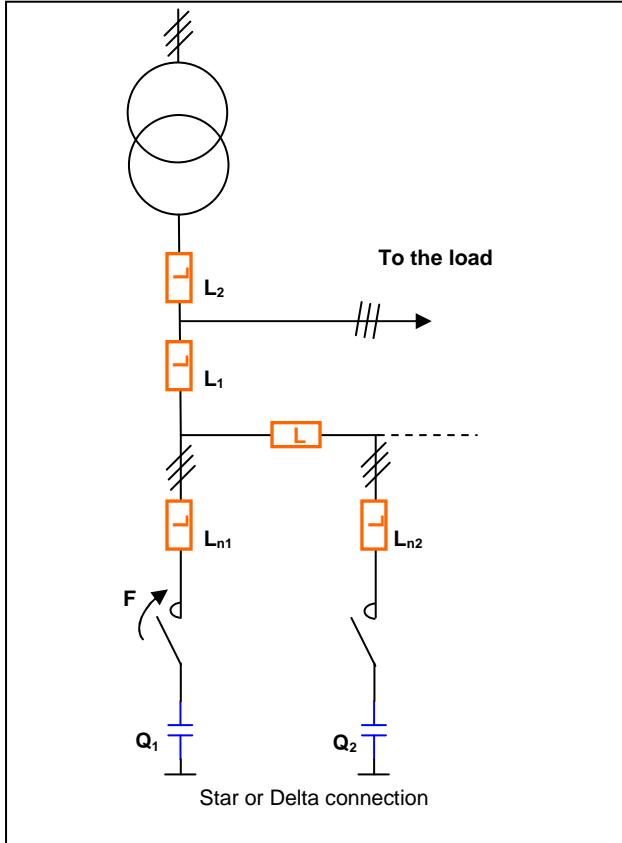 To the load
L₂
L₁
L
L
L
Lₙ₁
L
Lₙ₂
L
F
Q₁
Q₂
Star or Delta connection